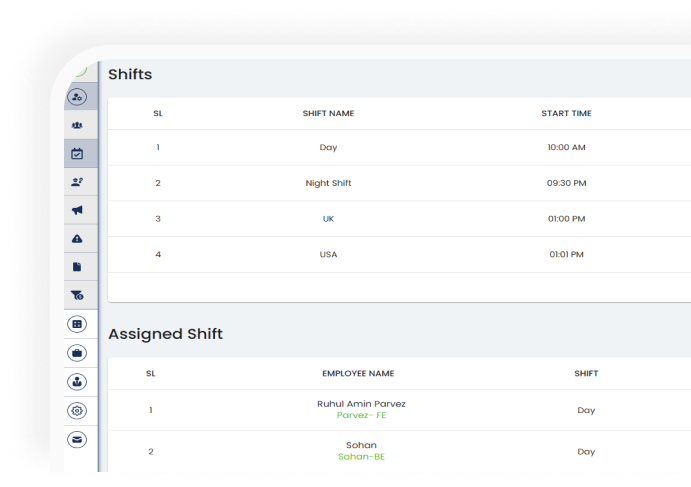 Shifts
SL SHIFT NAME START TIME
1 Day 10:00 AM
2 Night Shift 09:30 PM
3 UK 01:00 PM
4 USA 01:01 PM
Assigned Shift
SL EMPLOYEE NAME SHIFT
1 Ruhul Amin Parvez Day
Parvez- FE
2 Sohan Day
Sohan-BE